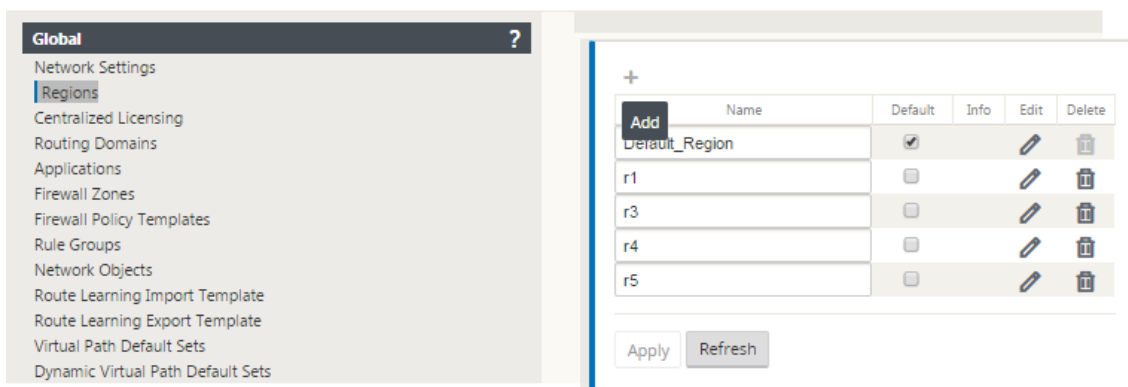 Global ?
Network Settings
Regions
Centralized Licensing
Routing Domains
Applications
Firewall Zones
Firewall Policy Templates
Rule Groups
Network Objects
Route Learning Import Template
Route Learning Export Template
Virtual Path Default Sets
Dynamic Virtual Path Default Sets
+
Name Default Info Edit Delete
Add
Default_Region
r1
r3
r4
r5
Apply Refresh